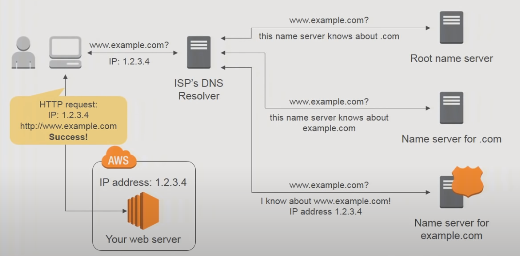 www.example.com?
IP: 1.2.3.4
ISP's DNS
Resolver
www.example.com?
this name server knows about .com
Root name server
www.example.com?
this name server knows about
example.com
Name server for .com
www.example.com?
I know about www.example.com!
IP address 1.2.3.4
Name server for
example.com
HTTP request:
IP: 1.2.3.4
http://www.example.com
Success!
AWS
IP address: 1.2.3.4
Your web server